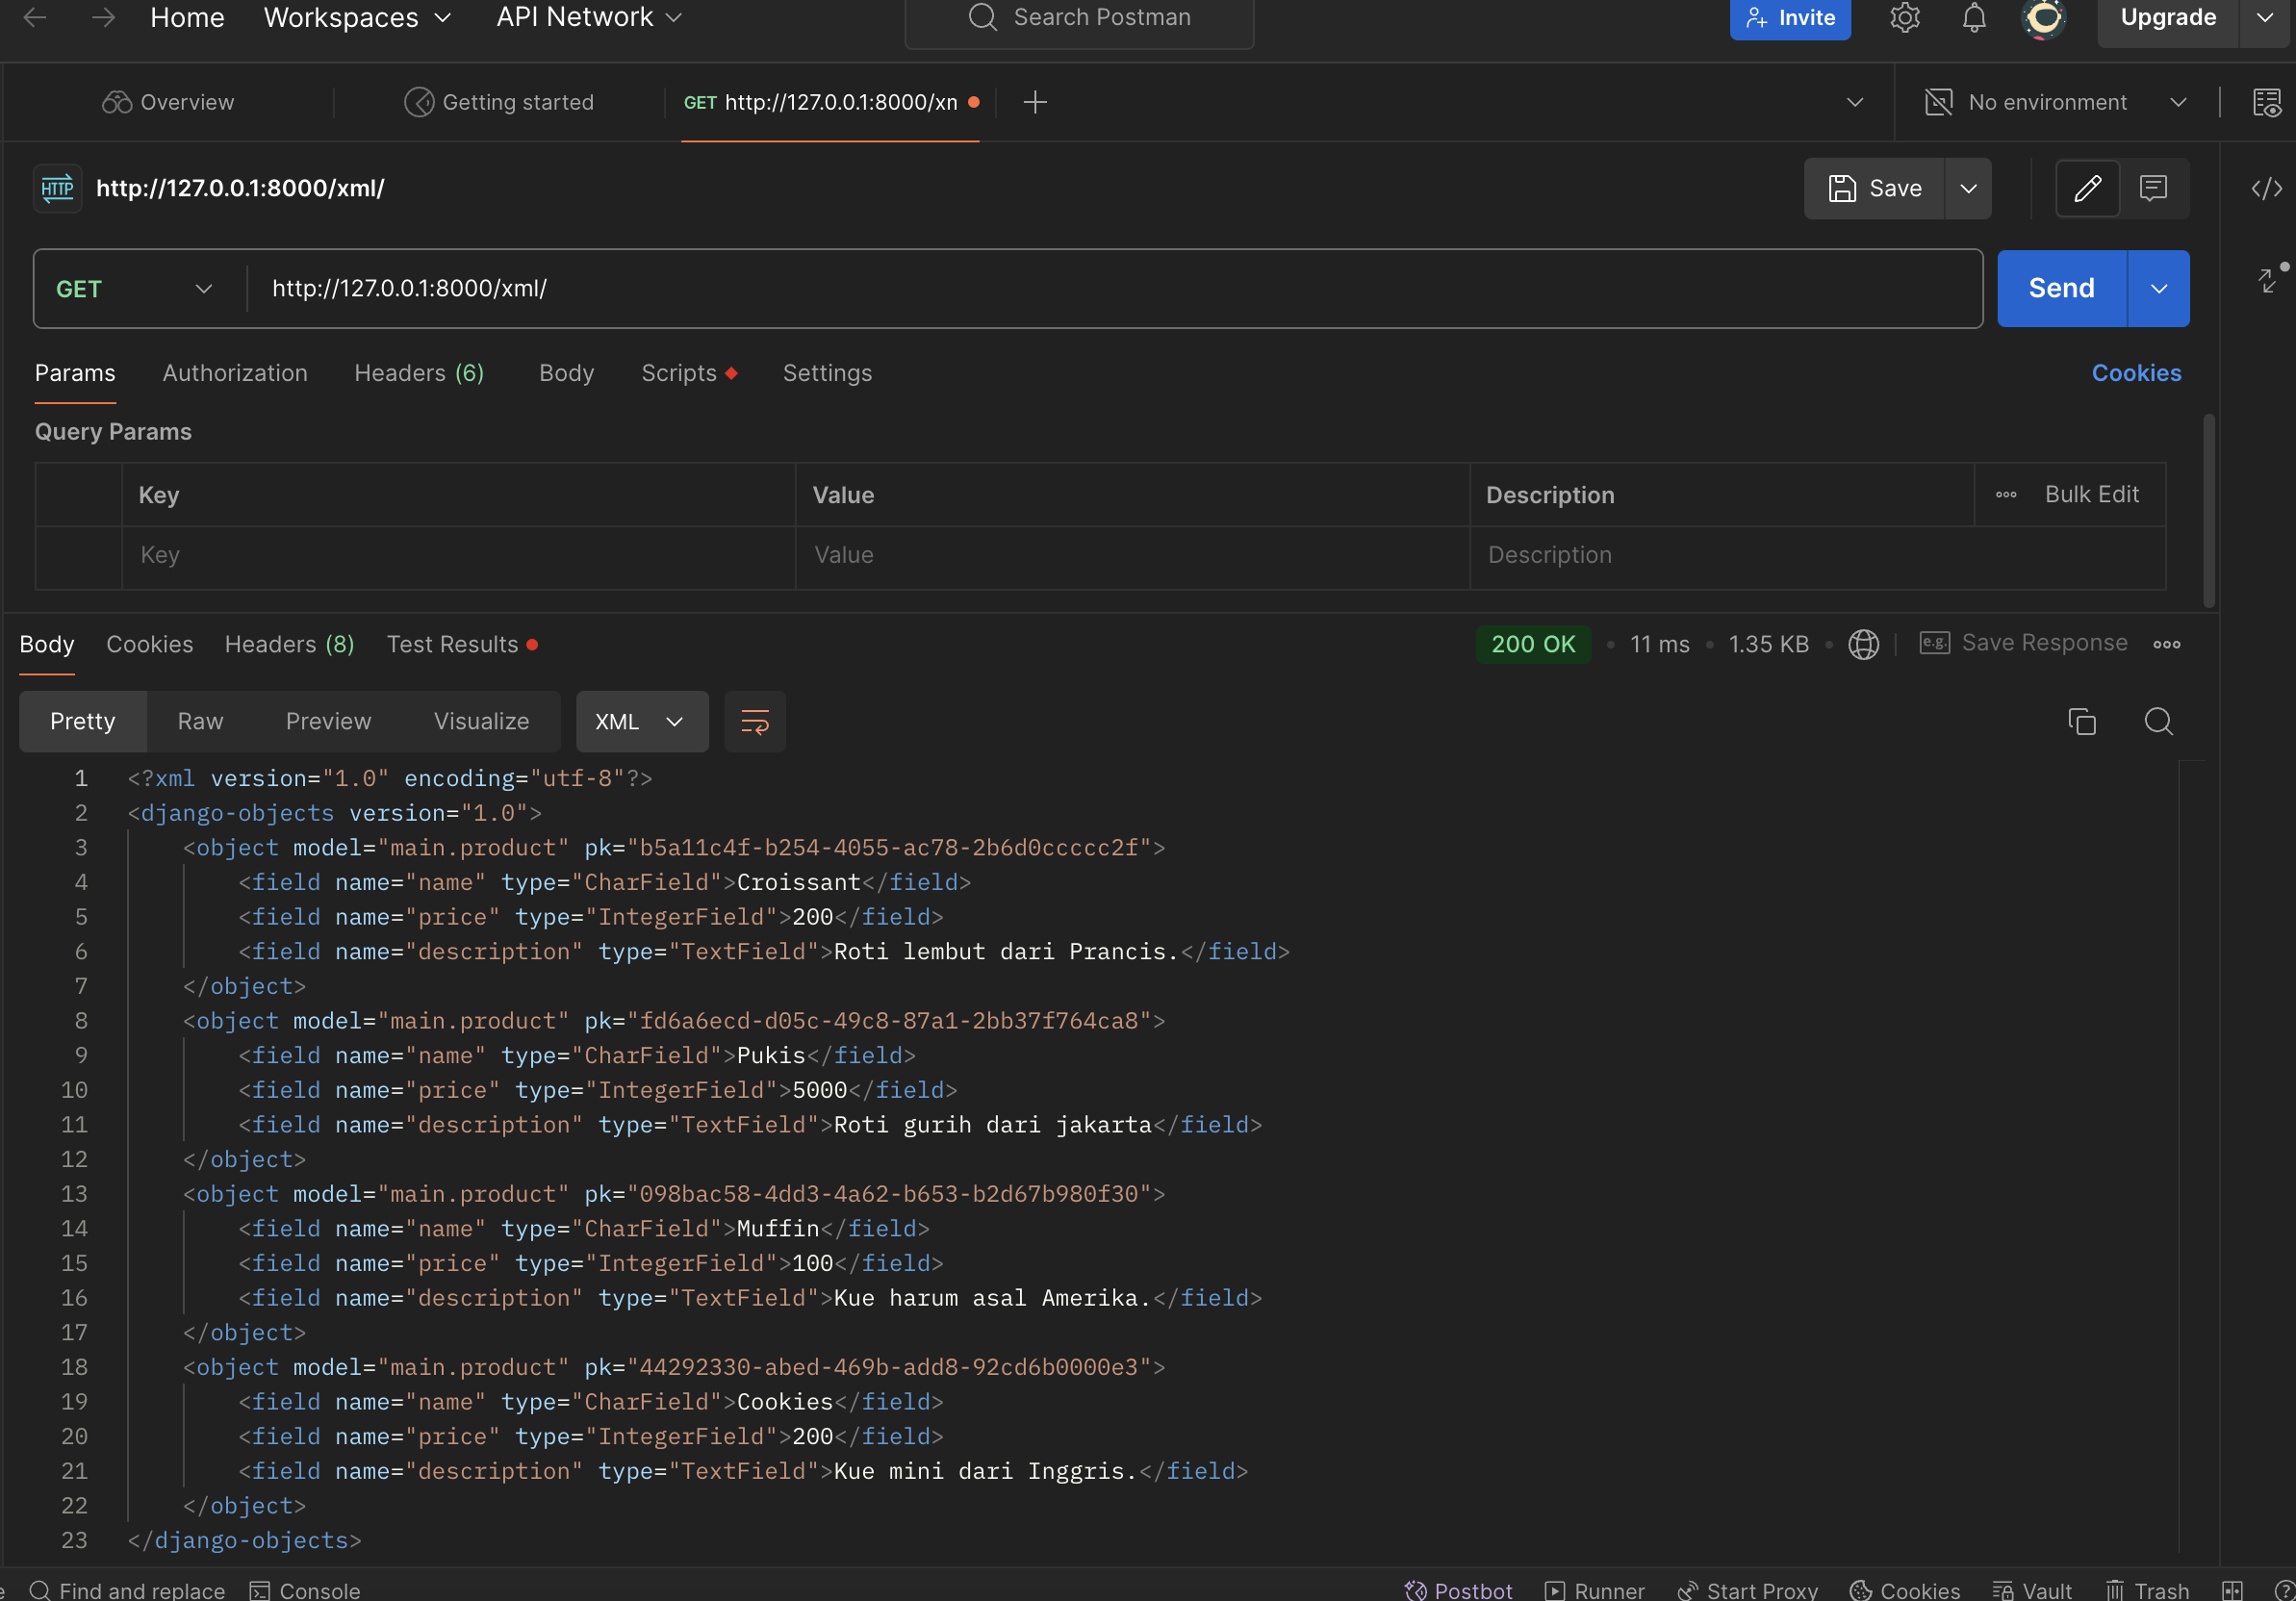 Home Workspaces API Network Search Postman Invite Upgrade
Overview Getting started GET http://127.0.0.1:8000/xn No environment
HTTP http://127.0.0.1:8000/xml/ Save
GET http://127.0.0.1:8000/xml/ Send
Params Authorization Headers (6) Body Scripts Settings Cookies
Query Params
Key Value Description Bulk Edit
Key Value Description
Body Cookies Headers (8) Test Results 200 OK 11 ms 1.35 KB e.g. Save Response
Pretty Raw Preview Visualize XML
1 <?xml version="1.0" encoding="utf-8"?>
2 <django-objects version="1.0">
3 <object model="main.product" pk="b5a11c4f-b254-4055-ac78-2b6d0ccccc2f">
4 <field name="name" type="CharField">Croissant</field>
5 <field name="price" type="IntegerField">200</field>
6 <field name="description" type="TextField">Roti lembut dari Prancis.</field>
7 </object>
8 <object model="main.product" pk="fd6a6ecd-d05c-49c8-87a1-2bb37f764ca8">
9 <field name="name" type="CharField">Pukis</field>
10 <field name="price" type="IntegerField">5000</field>
11 <field name="description" type="TextField">Roti gurih dari jakarta</field>
12 </object>
13 <object model="main.product" pk="098bac58-4dd3-4a62-b653-b2d67b980f30">
14 <field name="name" type="CharField">Muffin</field>
15 <field name="price" type="IntegerField">100</field>
16 <field name="description" type="TextField">Kue harum asal Amerika.</field>
17 </object>
18 <object model="main.product" pk="44292330-abed-469b-add8-92cd6b0000e3">
19 <field name="name" type="CharField">Cookies</field>
20 <field name="price" type="IntegerField">200</field>
21 <field name="description" type="TextField">Kue mini dari Inggris.</field>
22 </object>
23 </django-objects>
Find and replace Console Postbot Runner Start Proxy Cookies Vault Trash